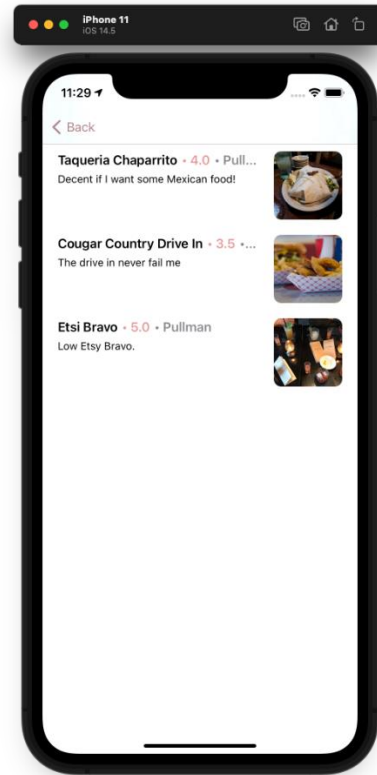 iPhone 11
iOS 14.5
11:29
Back
Taqueria Chaparrito • 4.0 • Pull...
Decent if I want some Mexican food!
Cougar Country Drive In • 3.5 •...
The drive in never fail me
Etsi Bravo • 5.0 • Pullman
Low Etsy Bravo.